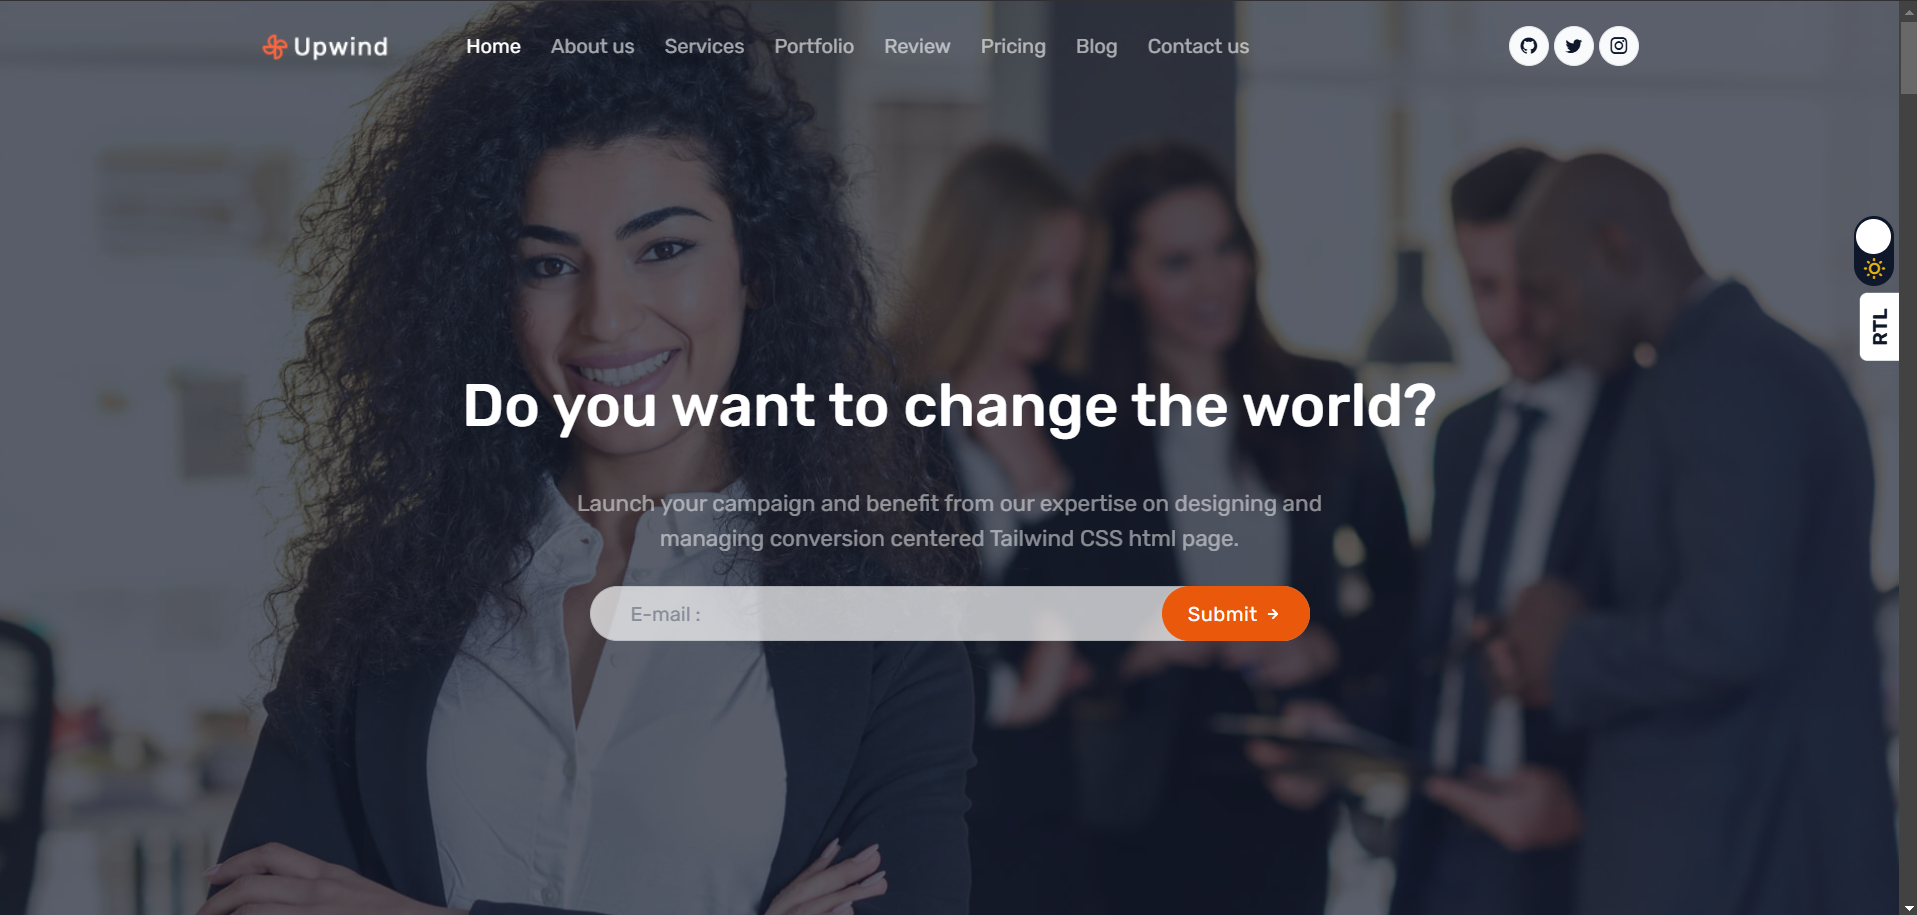 Upwind
Home About us Services Portfolio Review Pricing Blog Contact us
RTL
Do you want to change the world?
Launch your campaign and benefit from our expertise on designing and
managing conversion centered Tailwind CSS html page.
E-mail :
Submit